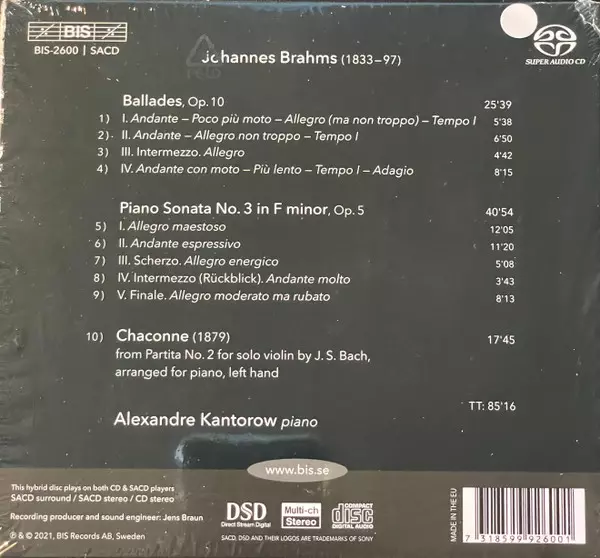 BIS
BIS-2600 | SACD
SUPER AUDIO CD
Johannes Brahms (1833–97)
Ballades, Op. 10 25'39
1) I. Andante – Poco più moto – Allegro (ma non troppo) – Tempo I 5'38
2) II. Andante – Allegro non troppo – Tempo I 6'50
3) III. Intermezzo. Allegro 4'42
4) IV. Andante con moto – Più lento – Tempo I – Adagio 8'15
Piano Sonata No. 3 in F minor, Op. 5 40'54
5) I. Allegro maestoso 12'05
6) II. Andante espressivo 11'20
7) III. Scherzo. Allegro energico 5'08
8) IV. Intermezzo (Rückblick). Andante molto 3'43
9) V. Finale. Allegro moderato ma rubato 8'13
10) Chaconne (1879) 17'45
from Partita No. 2 for solo violin by J. S. Bach,
arranged for piano, left hand
TT: 85'16
Alexandre Kantorow piano
www.bis.se
This hybrid disc plays on both CD & SACD players
SACD surround / SACD stereo / CD stereo
Recording producer and sound engineer: Jens Braun
℗ & © 2021, BIS Records AB, Sweden
DSD
Direct Stream Digital
Multi-ch
Stereo
COMPACT
disc
DIGITAL AUDIO
SACD, DSD AND THEIR LOGOS ARE TRADEMARKS OF SONY
MADE IN THE EU
7 318599 926001